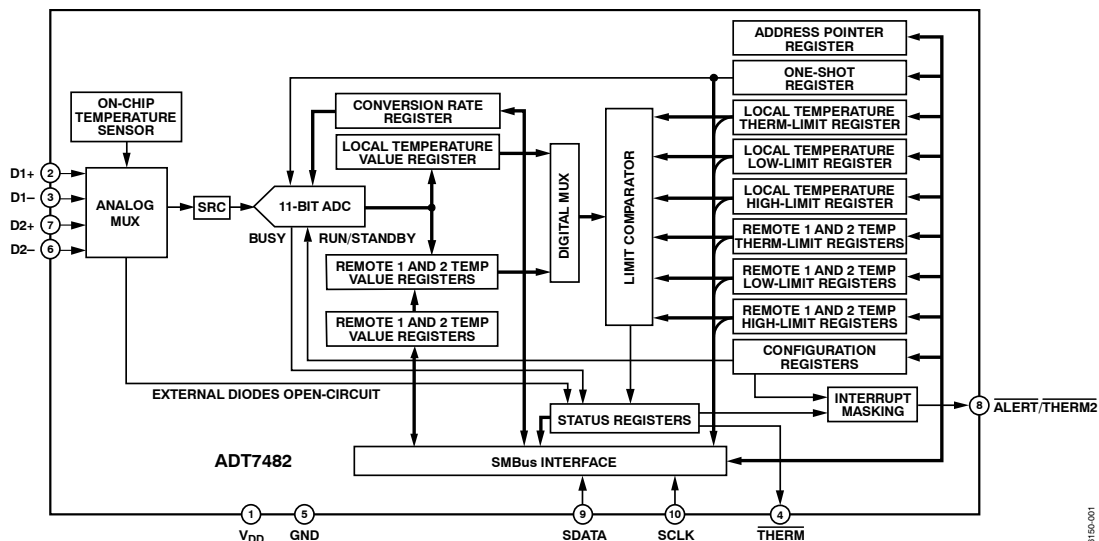 ADDRESS POINTER
REGISTER
ONE-SHOT
REGISTER
ON-CHIP
TEMPERATURE
SENSOR
CONVERSION RATE
REGISTER
LOCAL TEMPERATURE
THERM-LIMIT REGISTER
LOCAL TEMPERATURE
VALUE REGISTER
LOCAL TEMPERATURE
LOW-LIMIT REGISTER
D1+ 2
D1– 3
D2+ 7
D2– 6
ANALOG
MUX
SRC
11-BIT ADC
BUSY RUN/STANDBY
DIGITAL MUX
LIMIT COMPARATOR
LOCAL TEMPERATURE
HIGH-LIMIT REGISTER
REMOTE 1 AND 2 TEMP
THERM-LIMIT REGISTERS
REMOTE 1 AND 2 TEMP
VALUE REGISTERS
REMOTE 1 AND 2 TEMP
LOW-LIMIT REGISTERS
REMOTE 1 AND 2 TEMP
VALUE REGISTERS
REMOTE 1 AND 2 TEMP
HIGH-LIMIT REGISTERS
CONFIGURATION
REGISTERS
EXTERNAL DIODES OPEN-CIRCUIT
STATUS REGISTERS
INTERRUPT
MASKING
8 ALERT/THERM2
ADT7482
SMBus INTERFACE
1 5 9 10 4
VDD GND SDATA SCLK THERM